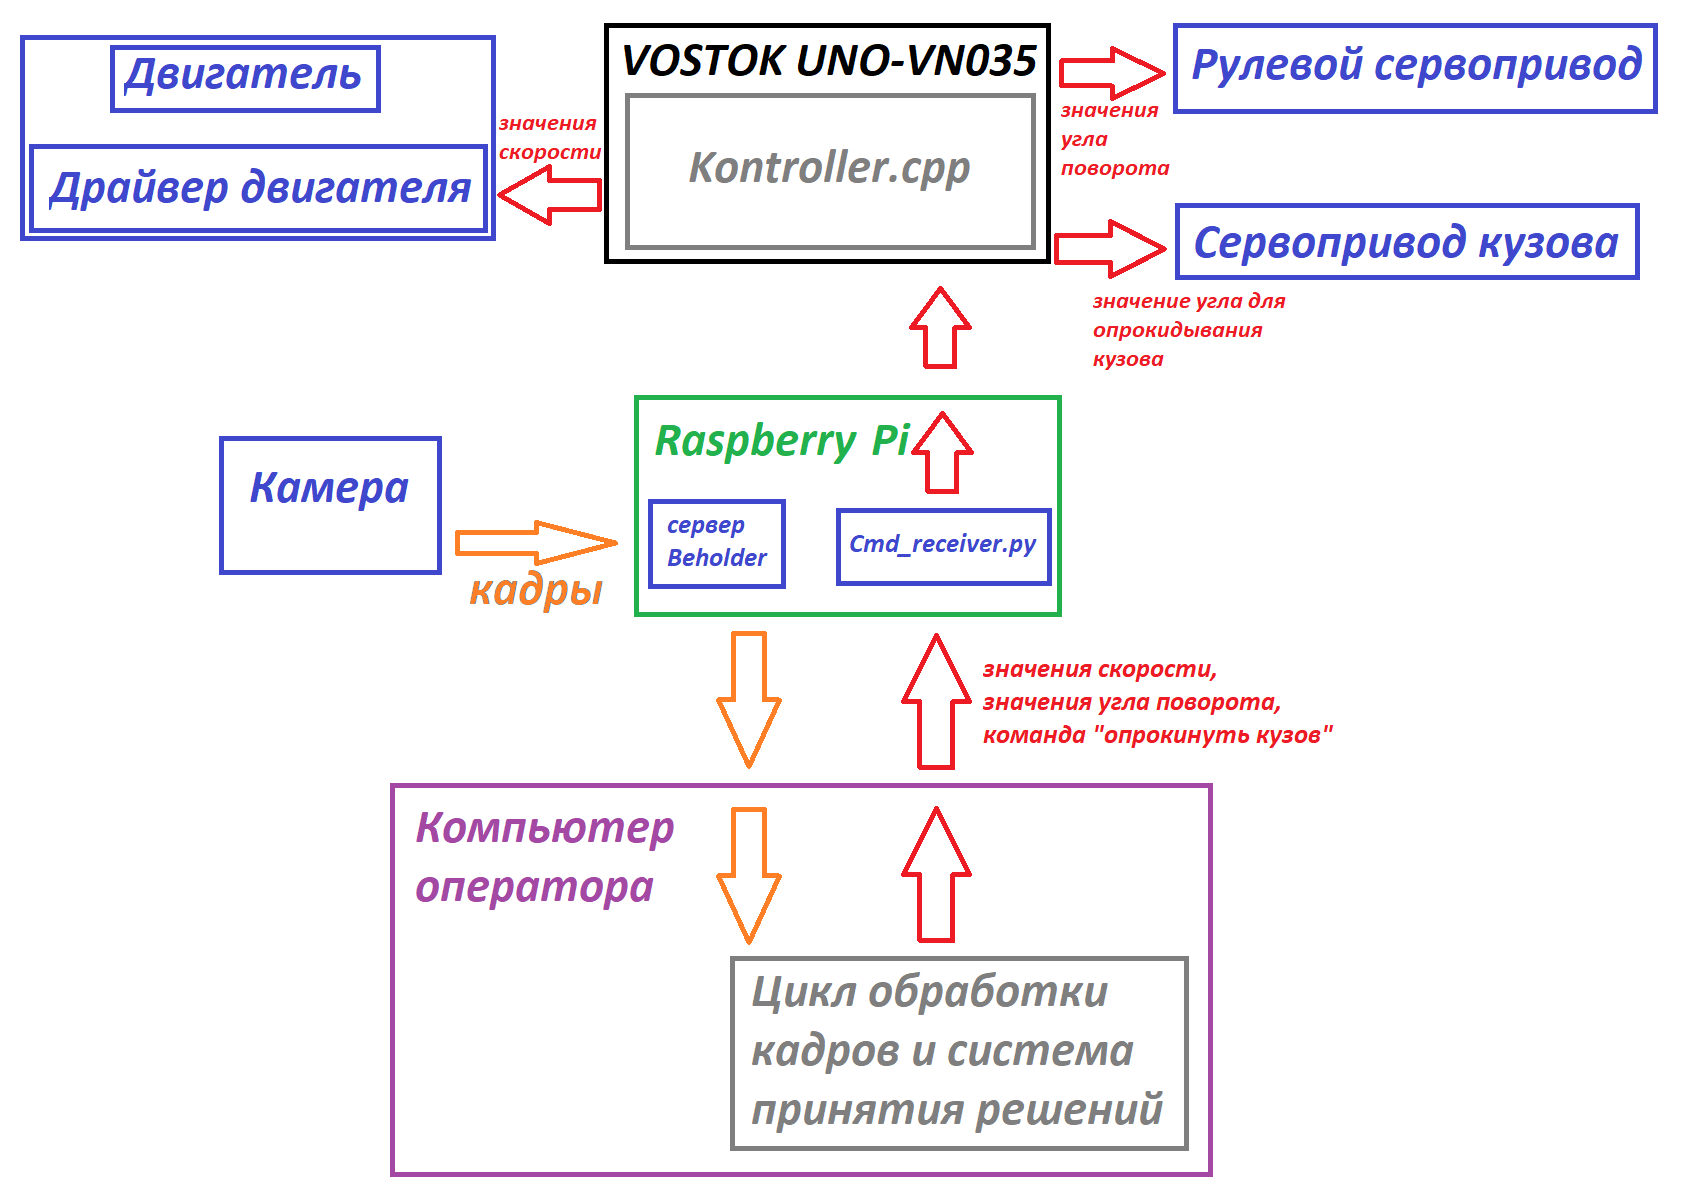 Двигатель
Драйвер двигателя
значения
скорости
VOSTOK UNO-VN035
Kontroller.cpp
значения
угла
поворота
Рулевой сервопривод
Сервопривод кузова
значение угла для
опрокидывания
кузова
Камера
кадры
Raspberry Pi
сервер
Beholder
Cmd_receiver.py
значения скорости,
значения угла поворота,
команда "опрокинуть кузов"
Компьютер
оператора
Цикл обработки
кадров и система
принятия решений